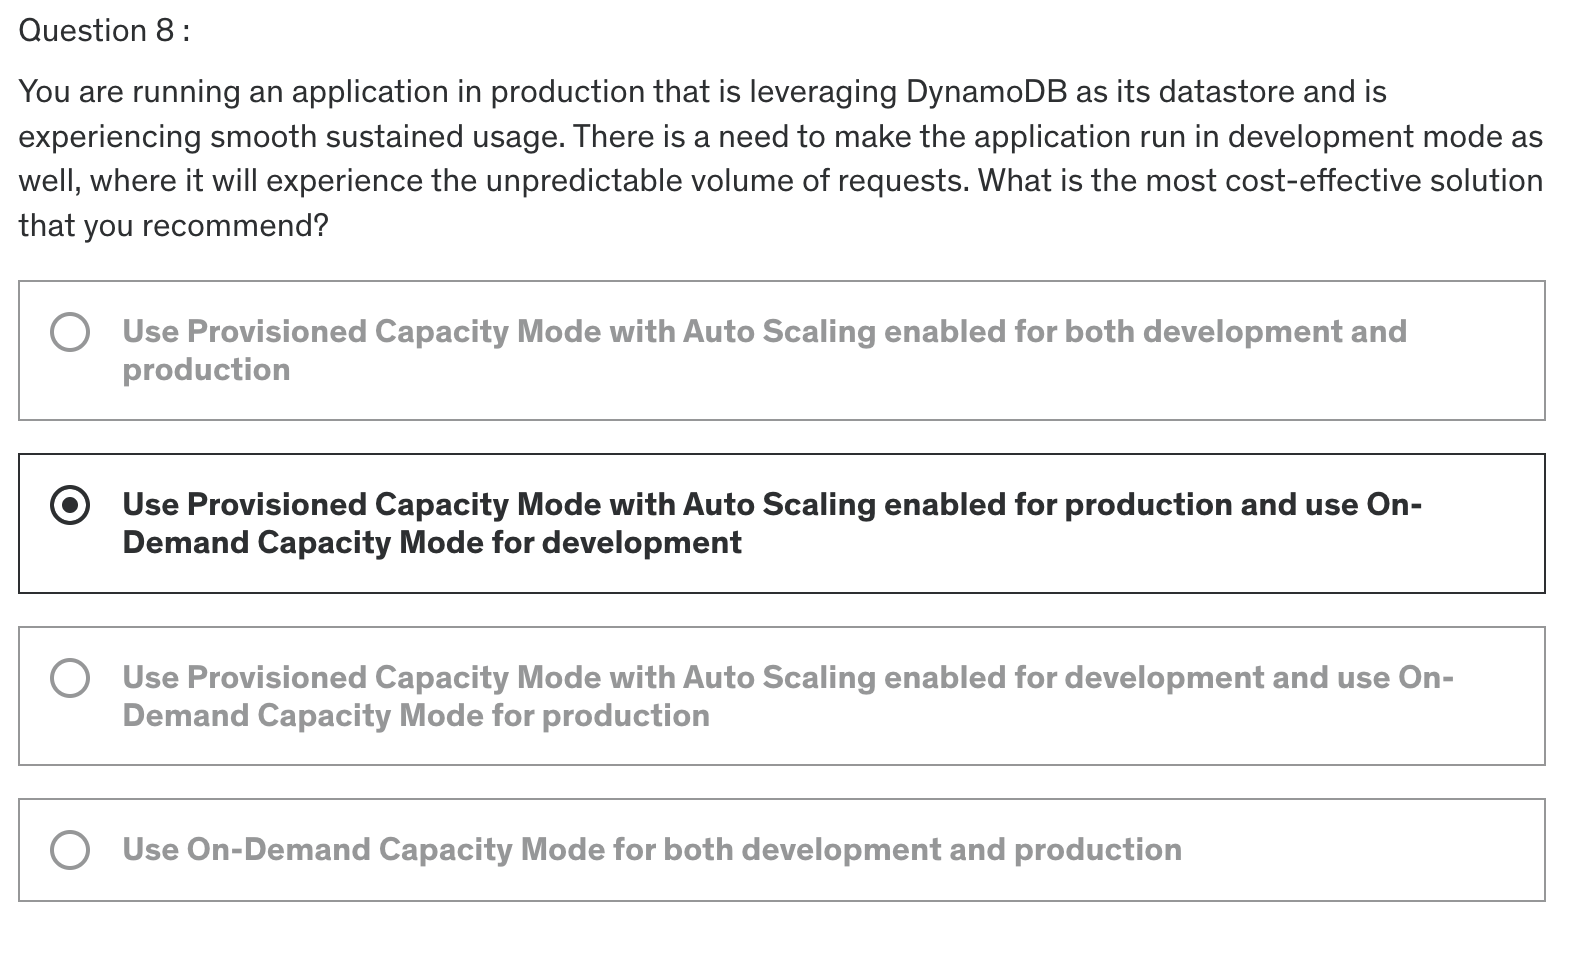 Question 8 :
You are running an application in production that is leveraging DynamoDB as its datastore and is
experiencing smooth sustained usage. There is a need to make the application run in development mode as
well, where it will experience the unpredictable volume of requests. What is the most cost-effective solution
that you recommend?
Use Provisioned Capacity Mode with Auto Scaling enabled for both development and
production
Use Provisioned Capacity Mode with Auto Scaling enabled for production and use On-
Demand Capacity Mode for development
Use Provisioned Capacity Mode with Auto Scaling enabled for development and use On-
Demand Capacity Mode for production
Use On-Demand Capacity Mode for both development and production